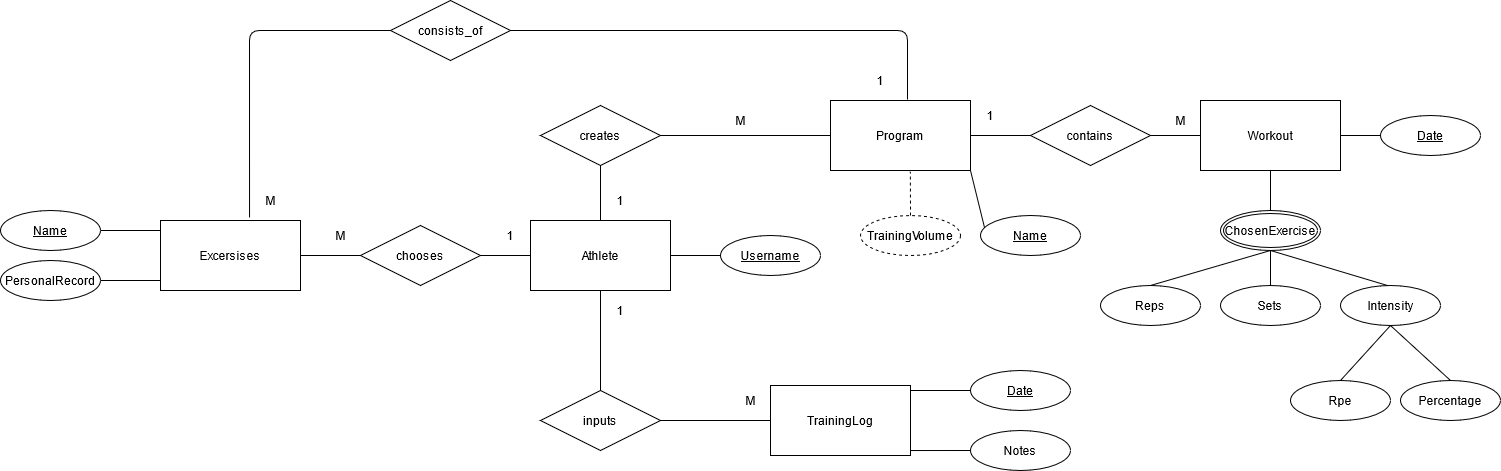 consists_of
1
creates
M
Program
1
contains
M
Workout
Date
M
1
Name
Excersises
M
chooses
1
Athlete
Username
TrainingVolume
Name
ChosenExercise
PersonalRecord
1
Reps
Sets
Intensity
Date
Rpe
Percentage
inputs
M
TrainingLog
Notes